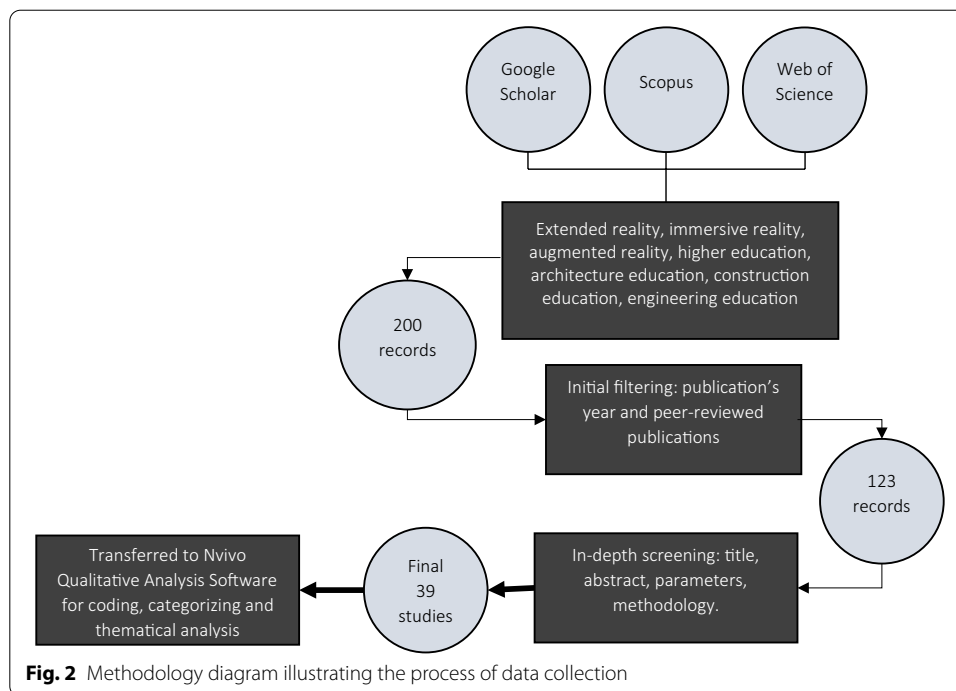 Google
Scholar
Scopus
Web of
Science
Extended reality, immersive reality,
augmented reality, higher education,
architecture education, construction
education, engineering education
200
records
Initial filtering: publication's
year and peer-reviewed
publications
123
records
In-depth screening: title,
abstract, parameters,
methodology.
Final
39
studies
Transferred to Nvivo
Qualitative Analysis Software
for coding, categorizing and
thematical analysis
Fig. 2 Methodology diagram illustrating the process of data collection